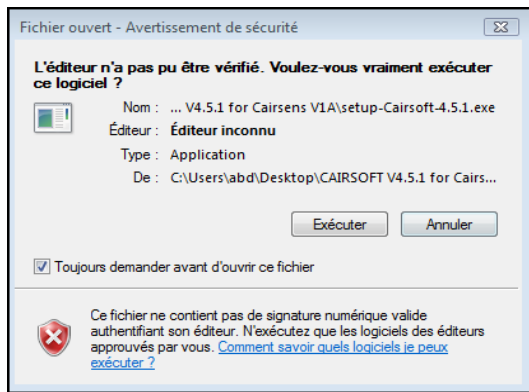 Fichier ouvert - Avertissement de sécurité
L'éditeur n'a pas pu être vérifié. Voulez-vous vraiment exécuter
ce logiciel ?
Nom : ... V4.5.1 for Cairsens V1A\setup-Cairsoft-4.5.1.exe
Éditeur : Éditeur inconnu
Type : Application
De : C:\Users\abd\Desktop\CAIRSOFT V4.5.1 for Cairs...
Exécuter Annuler
Toujours demander avant d'ouvrir ce fichier
Ce fichier ne contient pas de signature numérique valide
authentifiant son éditeur. N'exécutez que les logiciels des éditeurs
approuvés par vous. Comment savoir quels logiciels je peux
exécuter ?